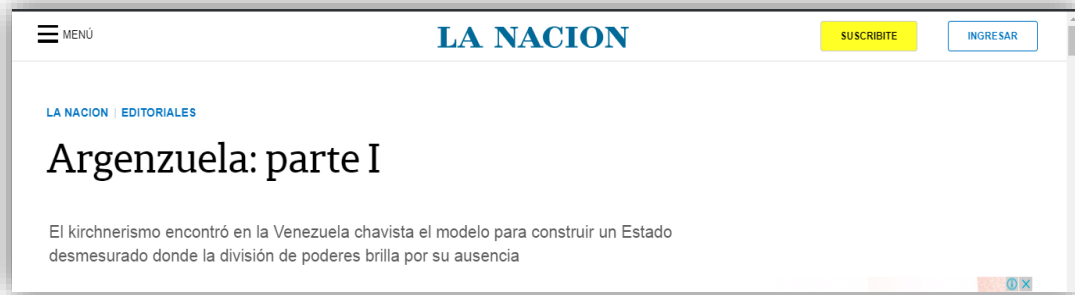 MENÚ
LA NACION
SUSCRIBITE
INGRESAR
LA NACION | EDITORIALES
Argenzuela: parte I
El kirchnerismo encontró en la Venezuela chavista el modelo para construir un Estado
desmesurado donde la división de poderes brilla por su ausencia